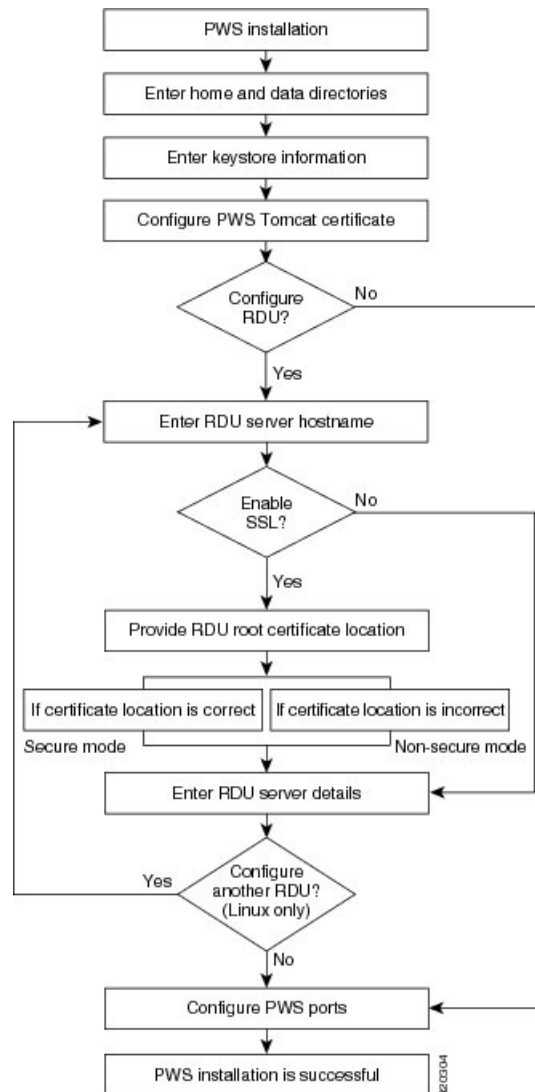 PWS installation
Enter home and data directories
Enter keystore information
Configure PWS Tomcat certificate
Configure
RDU?
No
Yes
Enter RDU server hostname
Enable
SSL?
No
Yes
Provide RDU root certificate location
If certificate location is correct
If certificate location is incorrect
Secure mode
Non-secure mode
Enter RDU server details
Yes
Configure
another RDU?
(Linux only)
No
Configure PWS ports
PWS installation is successful